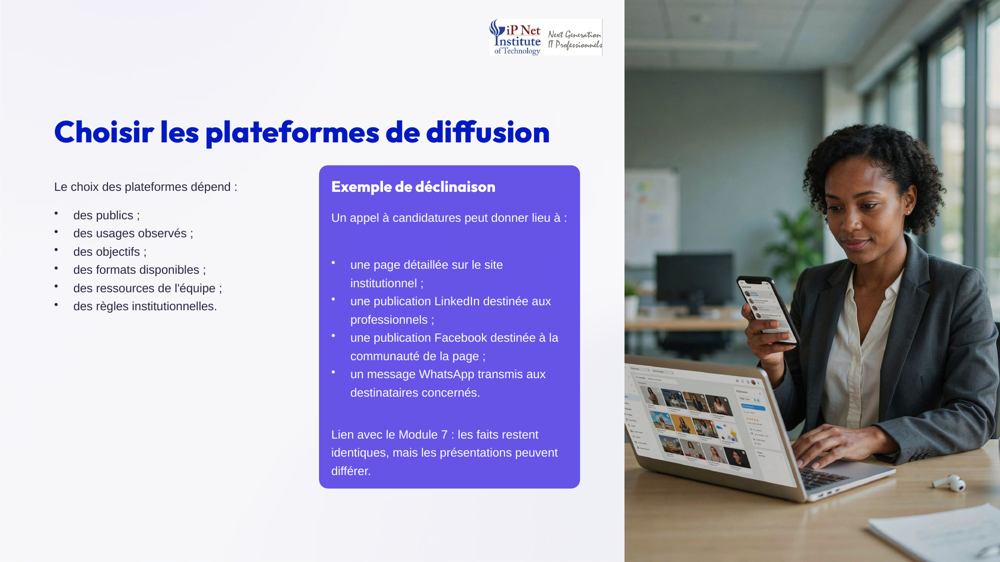 iP Net
Institute
of Technology
Next Generation
IT Professionnels
Choisir les plateformes de diffusion
Le choix des plateformes dépend :
• des publics ;
• des usages observés ;
• des objectifs ;
• des formats disponibles ;
• des ressources de l'équipe ;
• des règles institutionnelles.
Exemple de déclinaison
Un appel à candidatures peut donner lieu à :
• une page détaillée sur le site
institutionnel ;
• une publication LinkedIn destinée aux
professionnels ;
• une publication Facebook destinée à la
communauté de la page ;
• un message WhatsApp transmis aux
destinataires concernés.
Lien avec le Module 7 : les faits restent
identiques, mais les présentations peuvent
différer.